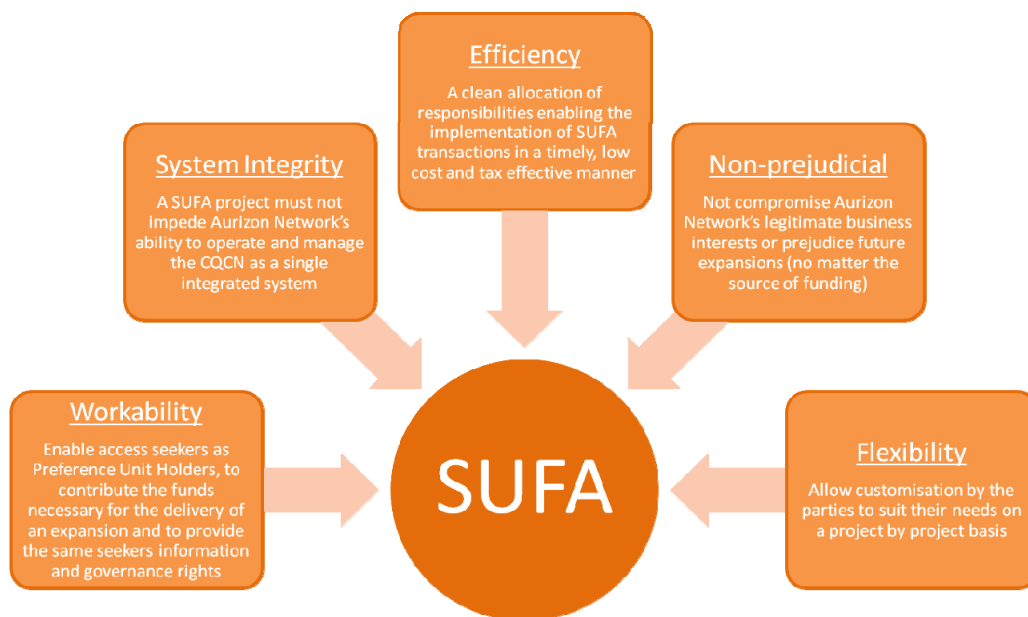 Efficiency
A clean allocation of
responsibilities enabling the
implementation of SUFA
transactions in a timely, low
cost and tax effective manner
System Integrity
A SUFA project must not
impede Aurizon Network's
ability to operate and manage
the CQCN as a single
integrated system
Non-prejudicial
Not compromise Aurizon
Network's legitimate business
interests or prejudice future
expansions (no matter the
source of funding)
Workability
Enable access seekers as
Preference Unit Holders, to
contribute the funds
necessary for the delivery of
an expansion and to provide
the same seekers information
and governance rights
SUFA
Flexibility
Allow customisation by the
parties to suit their needs on
a project by project basis